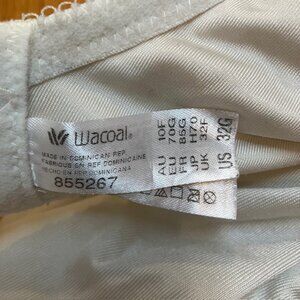 Wacoal
MADE IN DOMINICAN REP
FABRIQUE EN REP DOMINICAINE
HECHO EN REP DOMINICANA
855267
AU 10F
EU 70G
FR 85G
JP H70
UK 32F
US 32G